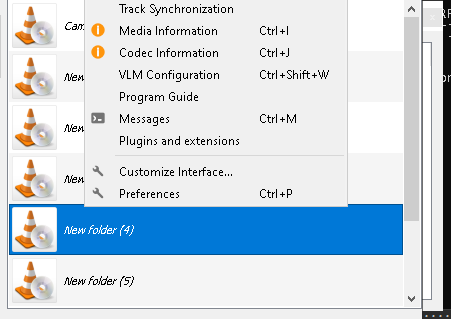 Track Synchronization
Cam
Media Information Ctrl+I
Codec Information Ctrl+J
New
VLM Configuration Ctrl+Shift+W
Program Guide
Messages Ctrl+M
New
Plugins and extensions
Customize Interface...
New
Preferences Ctrl+P
New folder (4)
New folder (5)